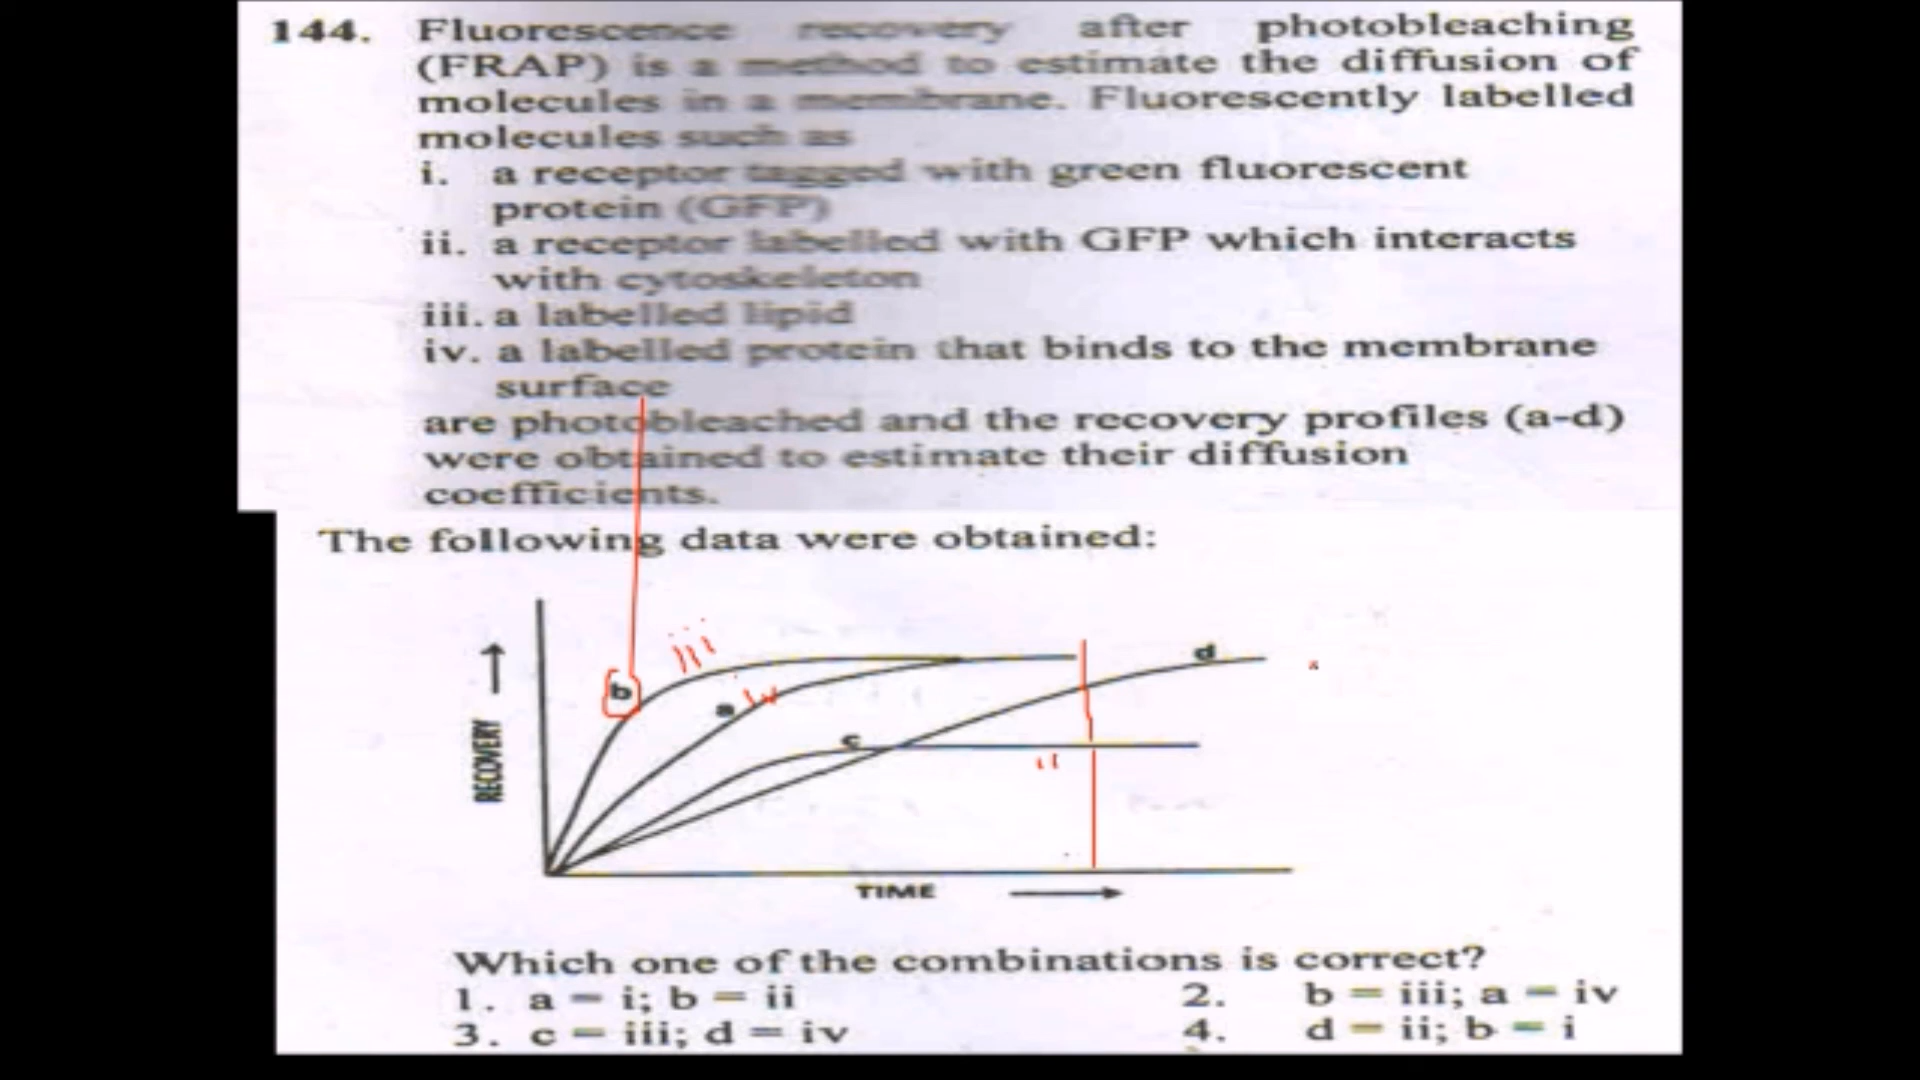 144. Fluorescence recovery after photobleaching
(FRAP) is a method to estimate the diffusion of
molecules in a membrane. Fluorescently labelled
molecules such as
i. a receptor tagged with green fluorescent
protein (GFP)
ii. a receptor labelled with GFP which interacts
with cytoskeleton
iii. a labelled lipid
iv. a labelled protein that binds to the membrane
surface
are photobleached and the recovery profiles (a-d)
were obtained to estimate their diffusion
coefficients.
The following data were obtained:
iii
d
b
iv
a
c
ii
RECOVERY
TIME
Which one of the combinations is correct?
1. a = i; b = ii
2. b = iii; a = iv
3. c = iii; d = iv
4. d = ii; b = i